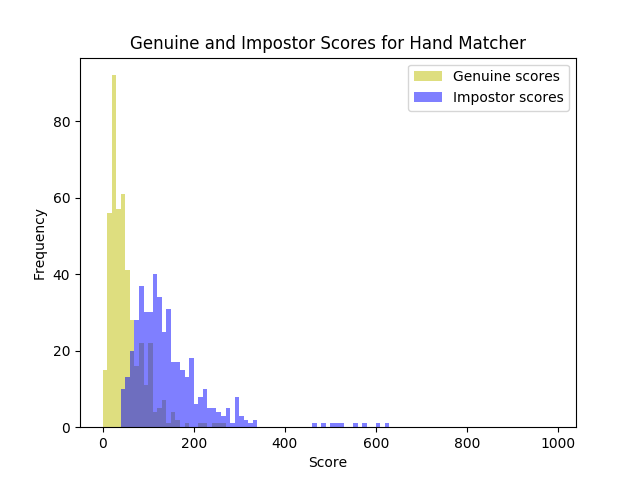 Genuine and Impostor Scores for Hand Matcher
Genuine scores
Impostor scores
Frequency
80
60
40
20
0
0 200 400 600 800 1000
Score